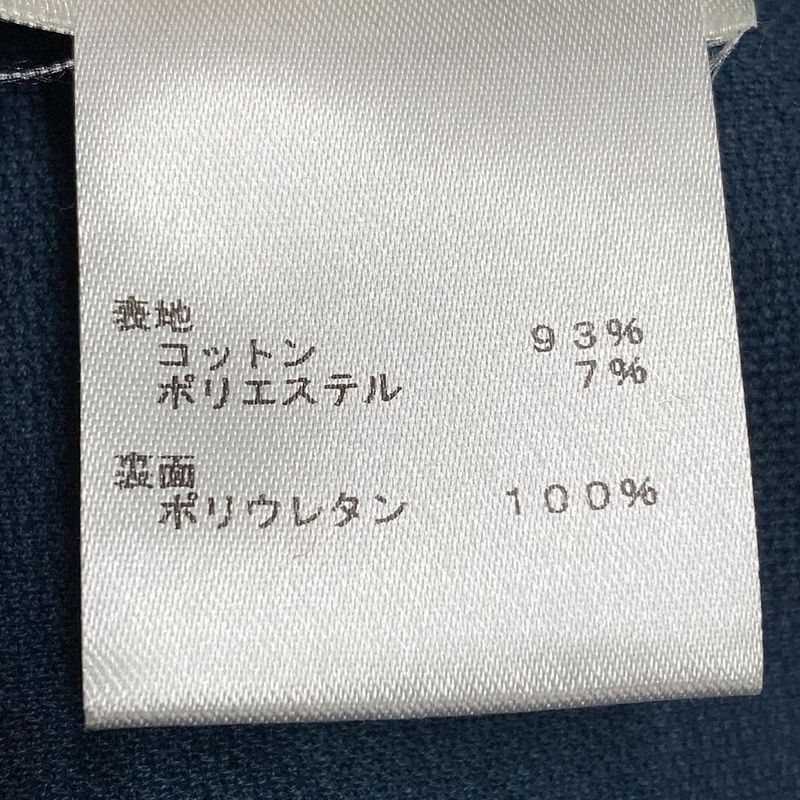 表地
コットン 93%
ポリエステル 7%
裏面
ポリウレタン 100%